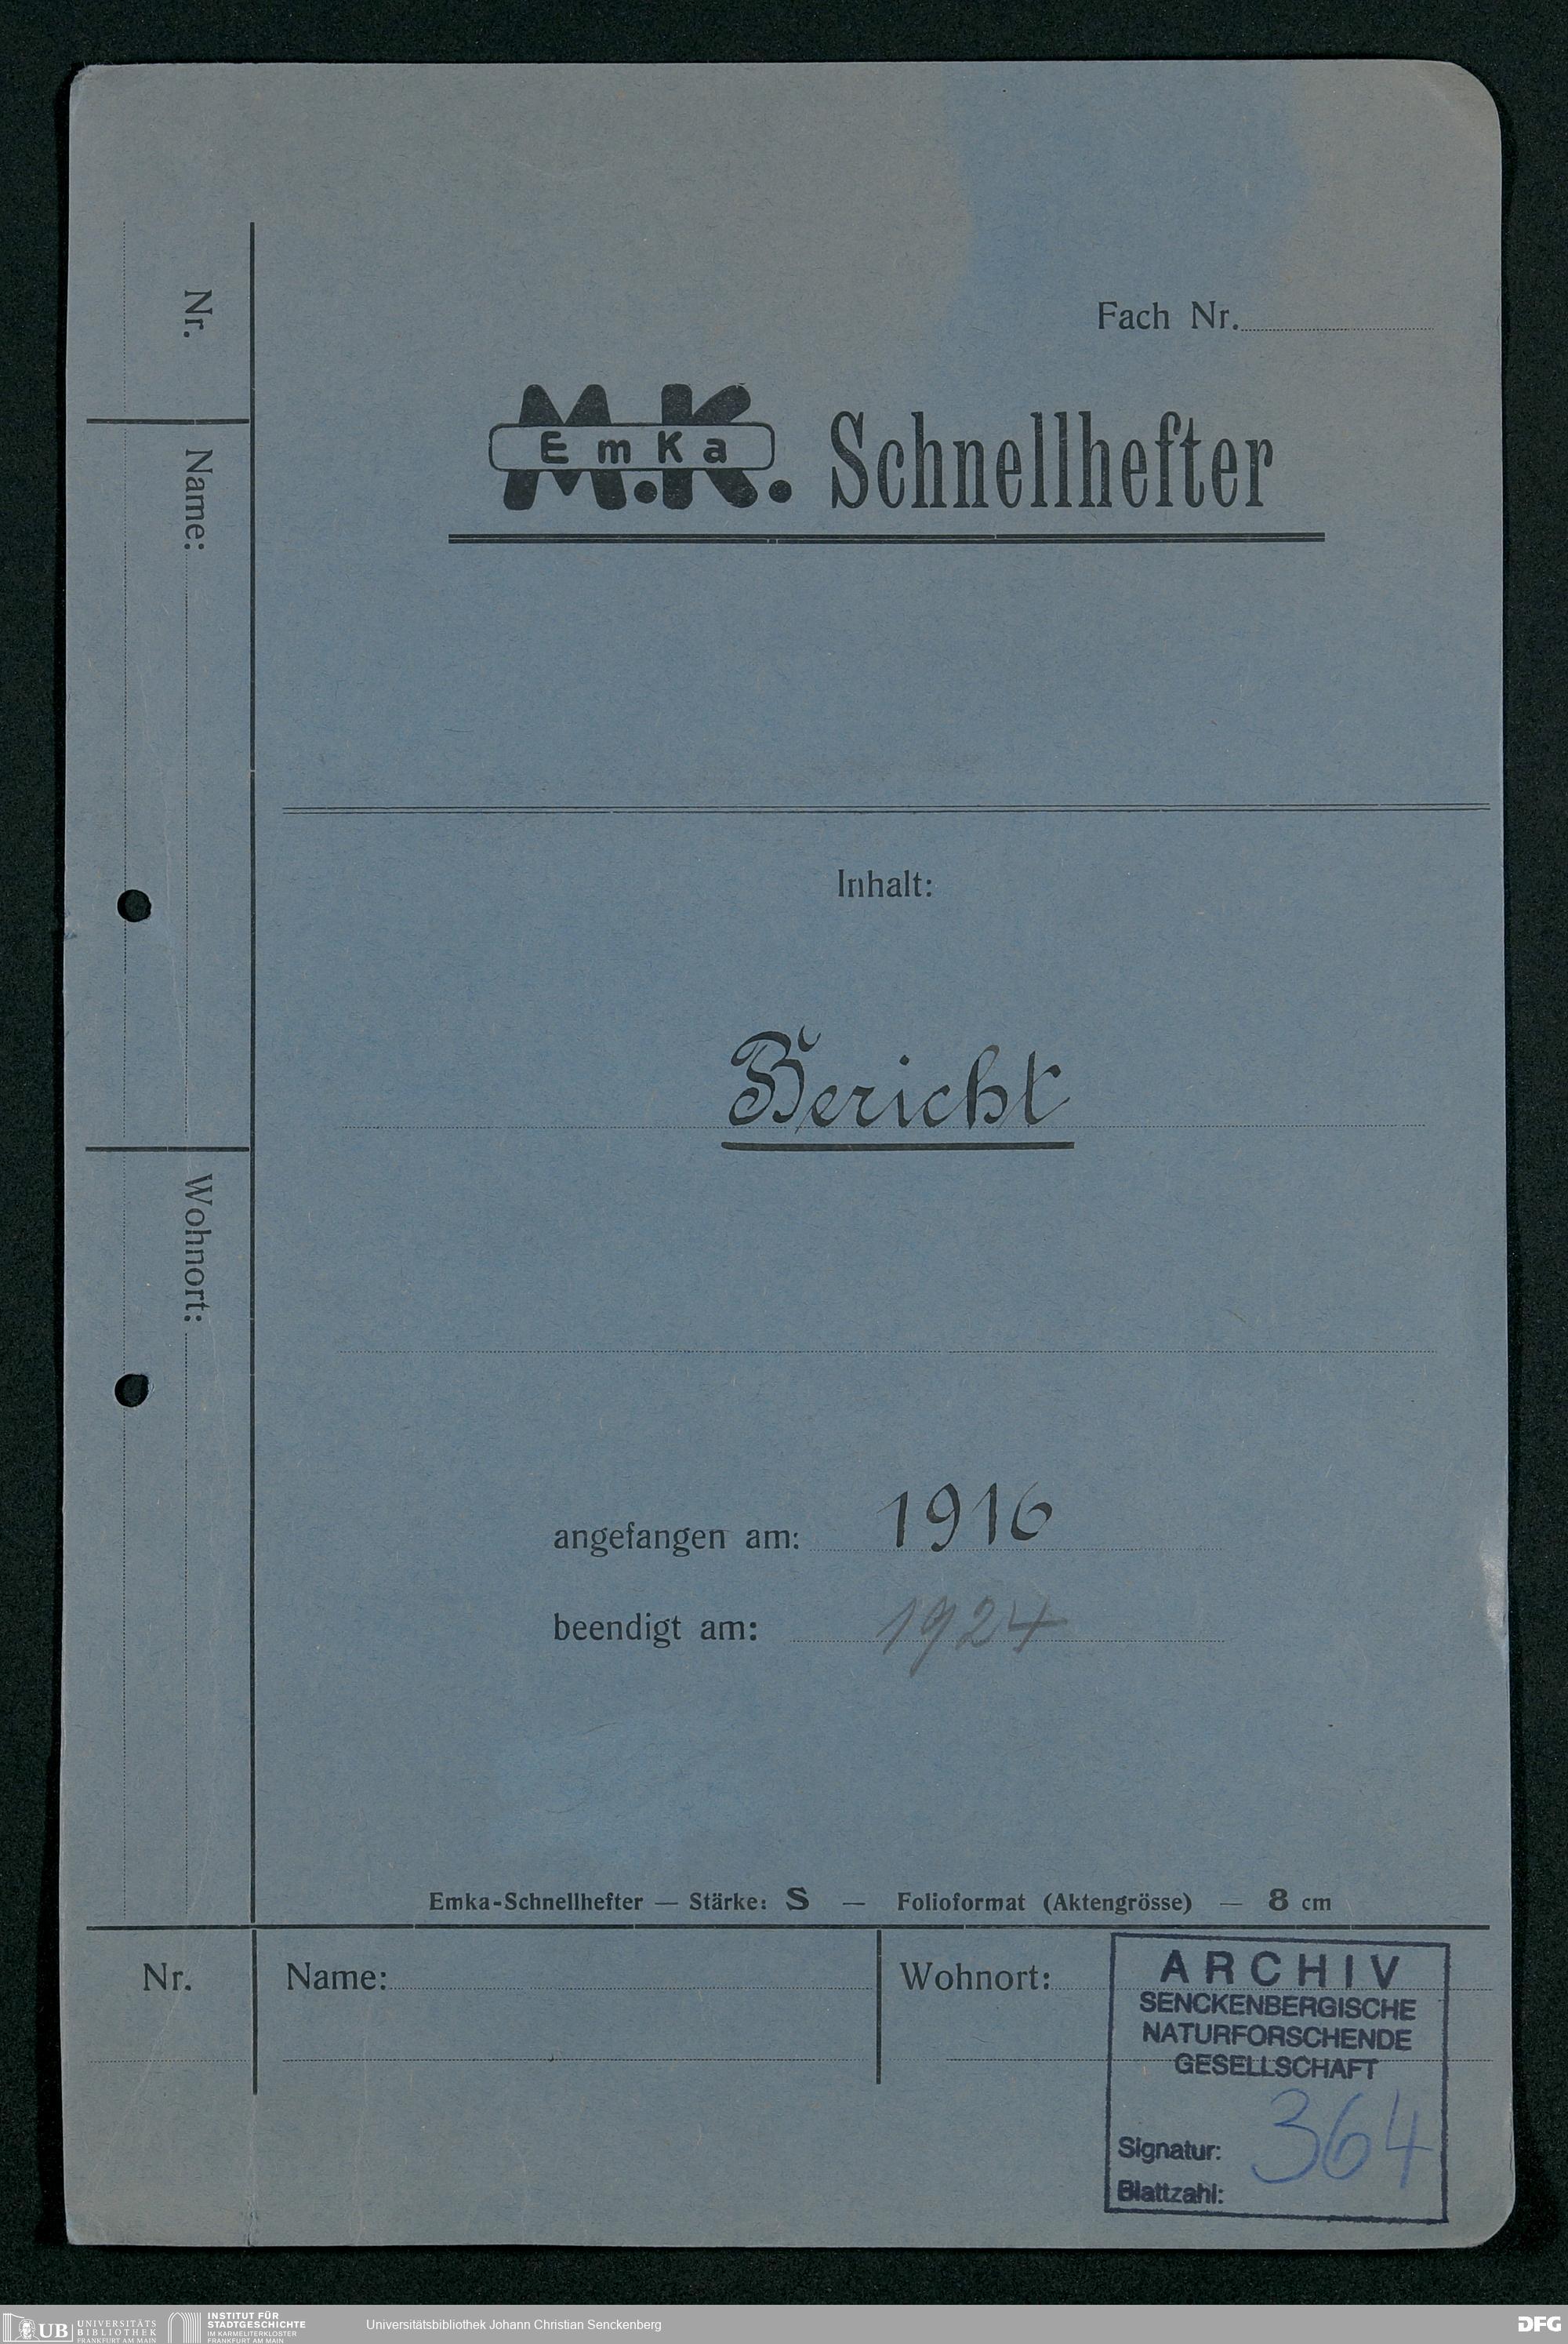 Fach Nr.
M.K. EmKa Schnellhefter
Nr.
Name:
Wohnort:
Inhalt:
Bericht
angefangen am: 1916
beendigt am: 1924
Emka-Schnellhefter — Stärke: S — Folioformat (Aktengrösse) — 8 cm
Nr.
Name:
Wohnort:
ARCHIV
SENCKENBERGISCHE
NATURFORSCHENDE
GESELLSCHAFT
Signatur: 364
Blattzahl:
UB UNIVERSITÄTS
BIBLIOTHEK
FRANKFURT AM MAIN
INSTITUT FÜR
STADTGESCHICHTE
IM KARMELITERKLOSTER
FRANKFURT AM MAIN
Universitätsbibliothek Johann Christian Senckenberg
DFG